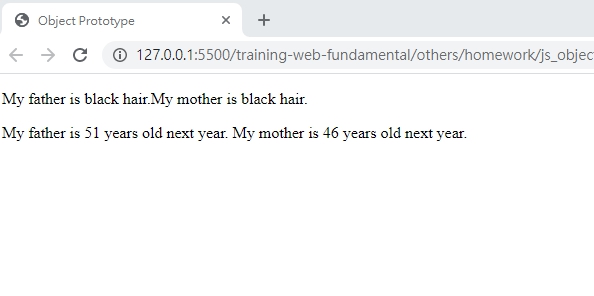 Object Prototype
127.0.0.1:5500/training-web-fundamental/others/homework/js_objec
My father is black hair.My mother is black hair.
My father is 51 years old next year. My mother is 46 years old next year.